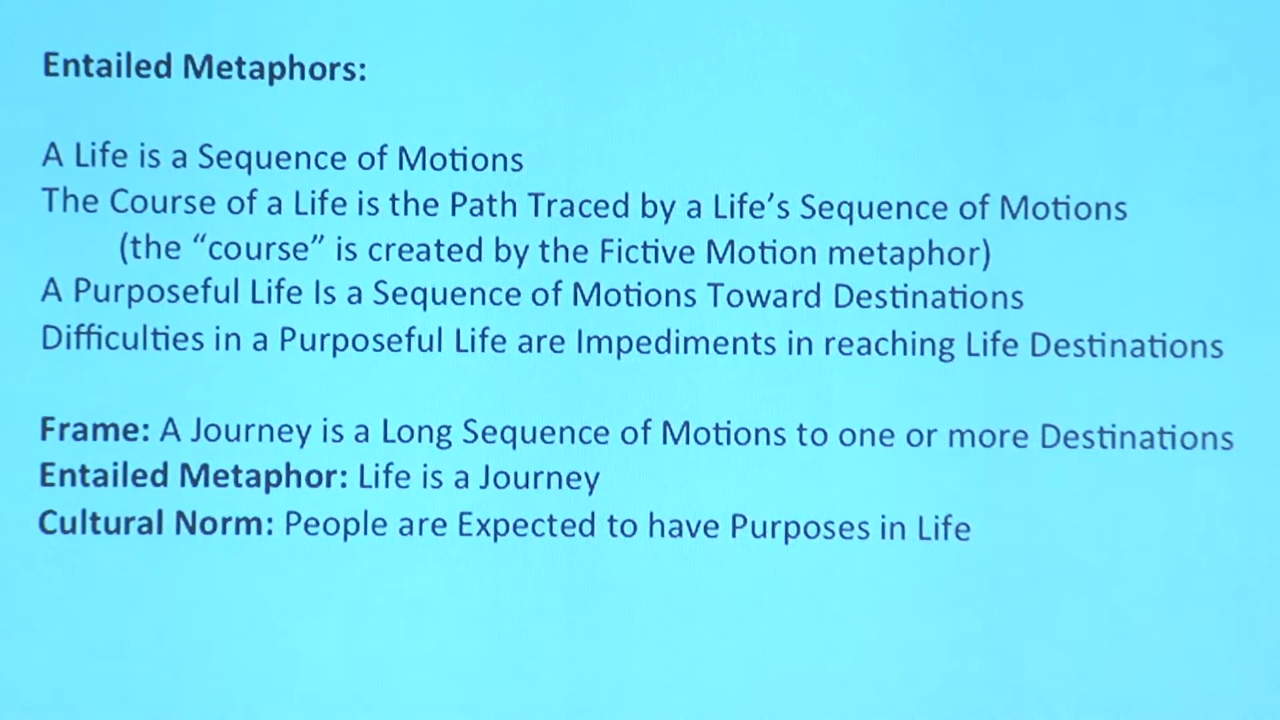 Entailed Metaphors:
A Life is a Sequence of Motions
The Course of a Life is the Path Traced by a Life’s Sequence of Motions
(the “course” is created by the Fictive Motion metaphor)
A Purposeful Life Is a Sequence of Motions Toward Destinations
Difficulties in a Purposeful Life are Impediments in reaching Life Destinations
Frame: A Journey is a Long Sequence of Motions to one or more Destinations
Entailed Metaphor: Life is a Journey
Cultural Norm: People are Expected to have Purposes in Life